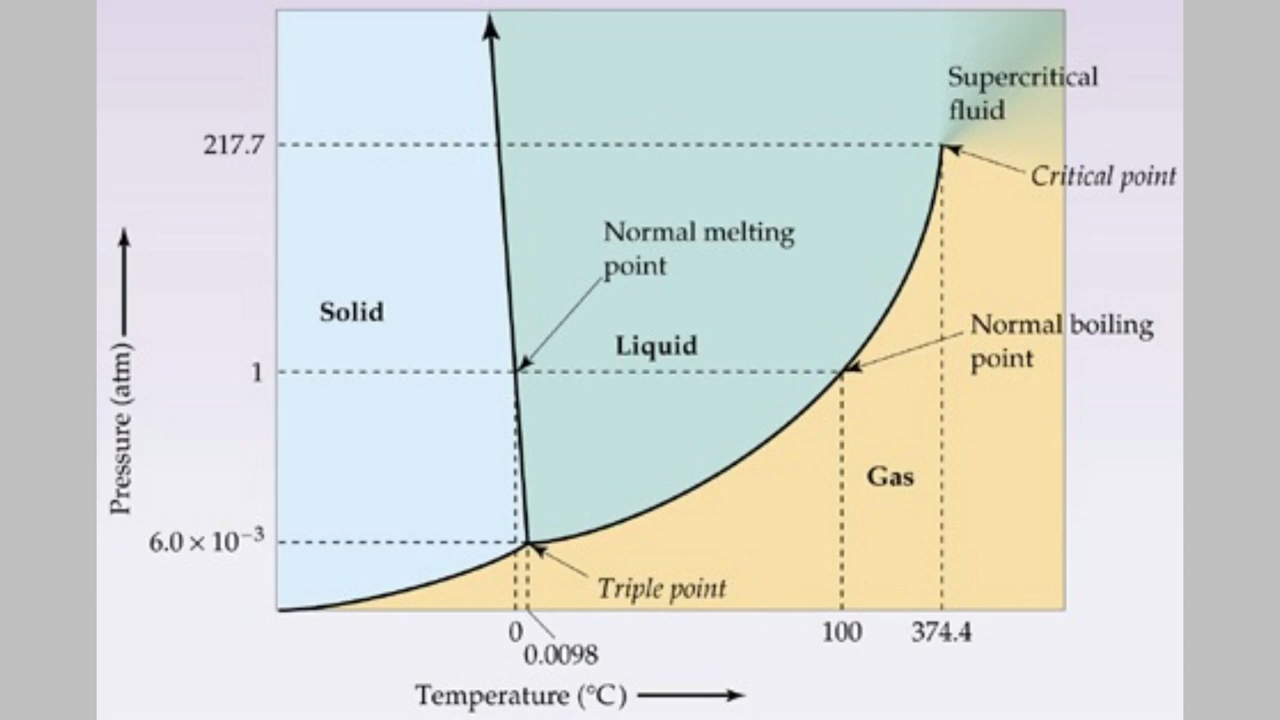 Supercritical
fluid
217.7
Critical point
Normal melting
point
Solid
Normal boiling
point
Liquid
1
Gas
6.0 × 10⁻³
Triple point
0
100
374.4
0.0098
Pressure (atm)
Temperature (°C)